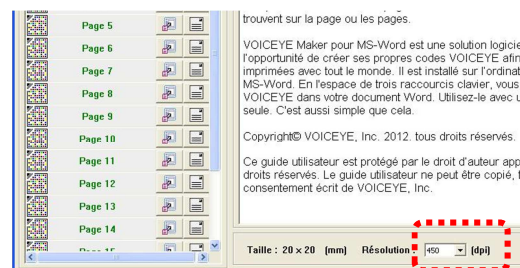 Page 5
Page 6
Page 7
Page 8
Page 9
Page 10
Page 11
Page 12
Page 13
Page 14
trouvent sur la page ou les pages.
VOICEYE Maker pour MS-Word est une solution logicie
l'opportunité de créer ses propres codes VOICEYE afin
imprimées avec tout le monde. Il est installé sur l'ordinat
MS-Word. En l'espace de trois raccourcis clavier, vous
VOICEYE dans votre document Word. Utilisez-le avec u
seule. C'est aussi simple que cela.
Copyright© VOICEYE, Inc. 2012. tous droits réservés.
Ce guide utilisateur est protégé par le droit d'auteur app
droits réservés. Le guide utilisateur ne peut être copié, t
consentement écrit de VOICEYE, Inc.
Taille : 20 × 20 (mm) Résolution : 450 (dpi)